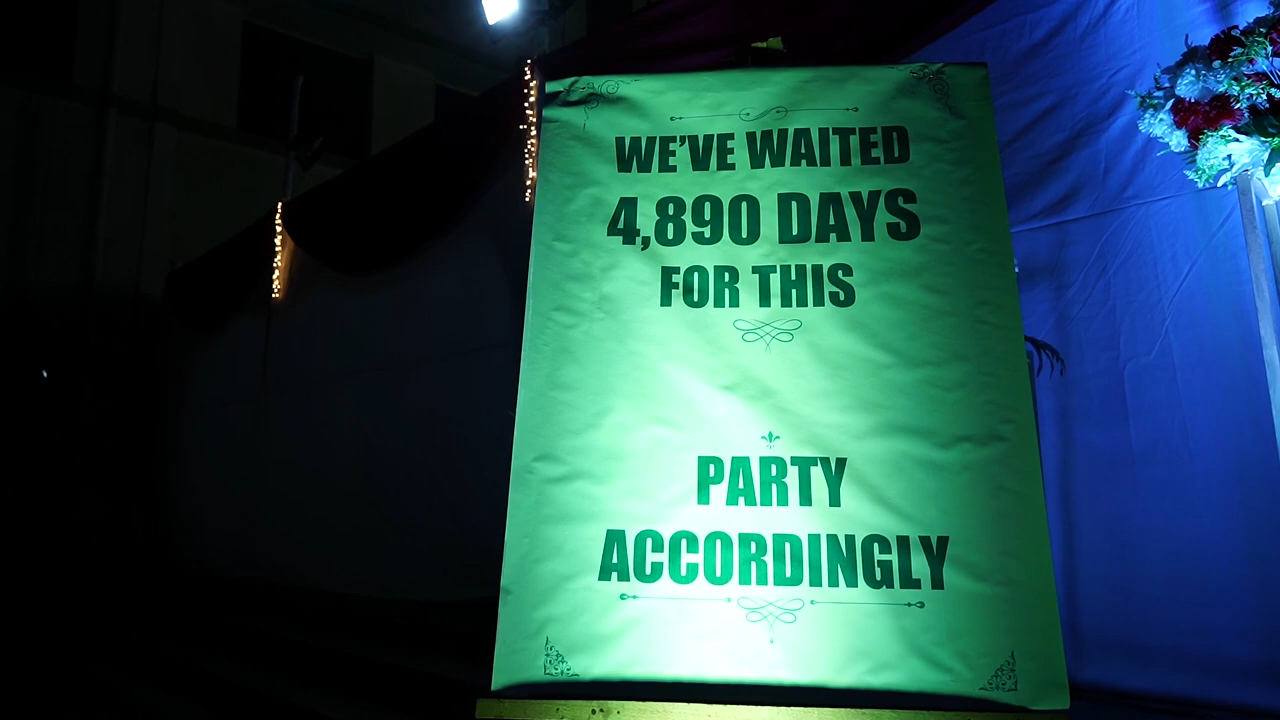 WE'VE WAITED
4,890 DAYS
FOR THIS
PARTY
ACCORDINGLY